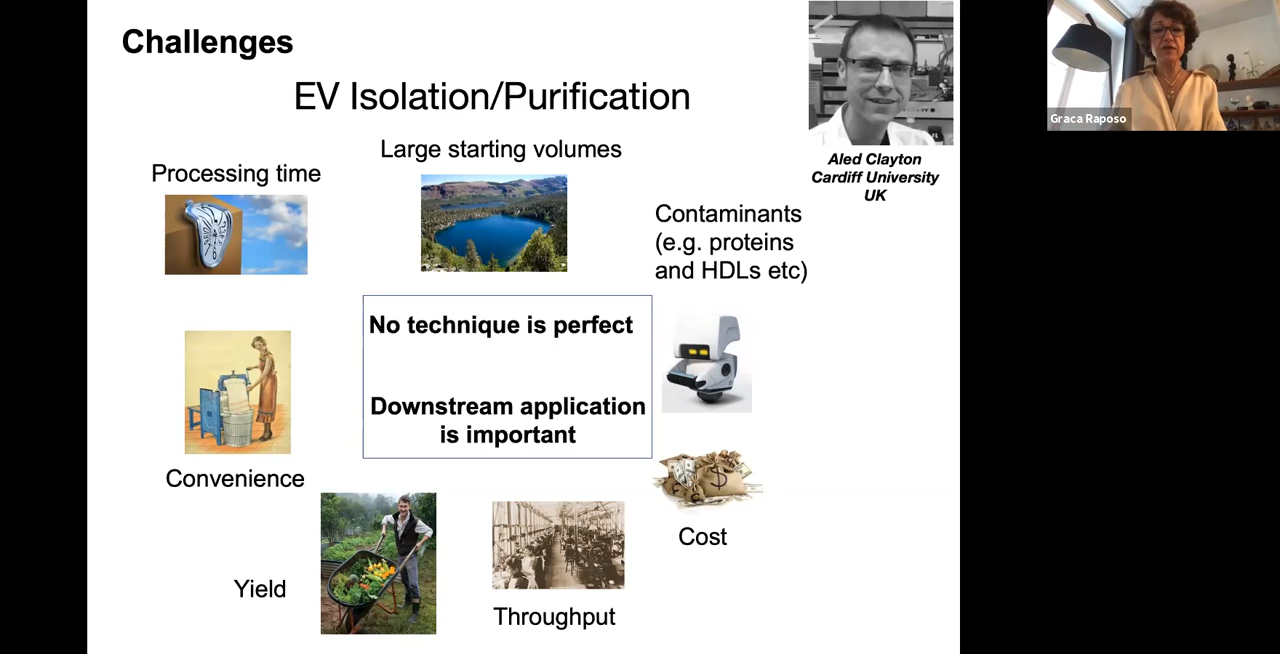 Challenges
EV Isolation/Purification
Large starting volumes
Processing time
Aled Clayton
Cardiff University
UK
Graca Raposo
Contaminants
(e.g. proteins
and HDLs etc)
No technique is perfect
Downstream application
is important
Convenience
Cost
Yield
Throughput